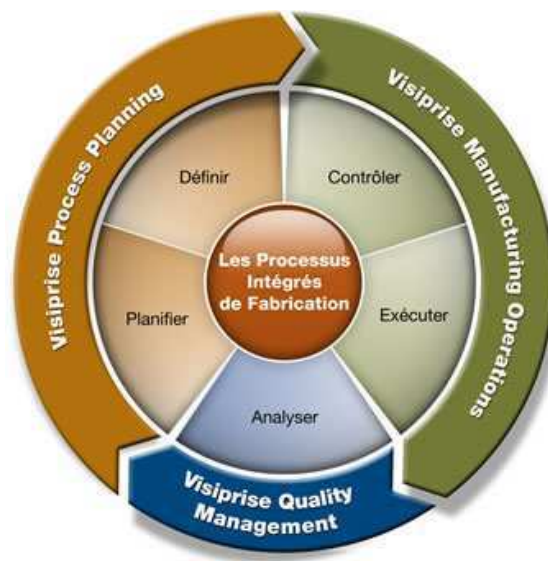 Visiprise Process Planning
Visiprise Manufacturing Operations
Définir
Contrôler
Les Processus
Intégrés
de Fabrication
Planifier
Exécuter
Analyser
Visiprise Quality
Management